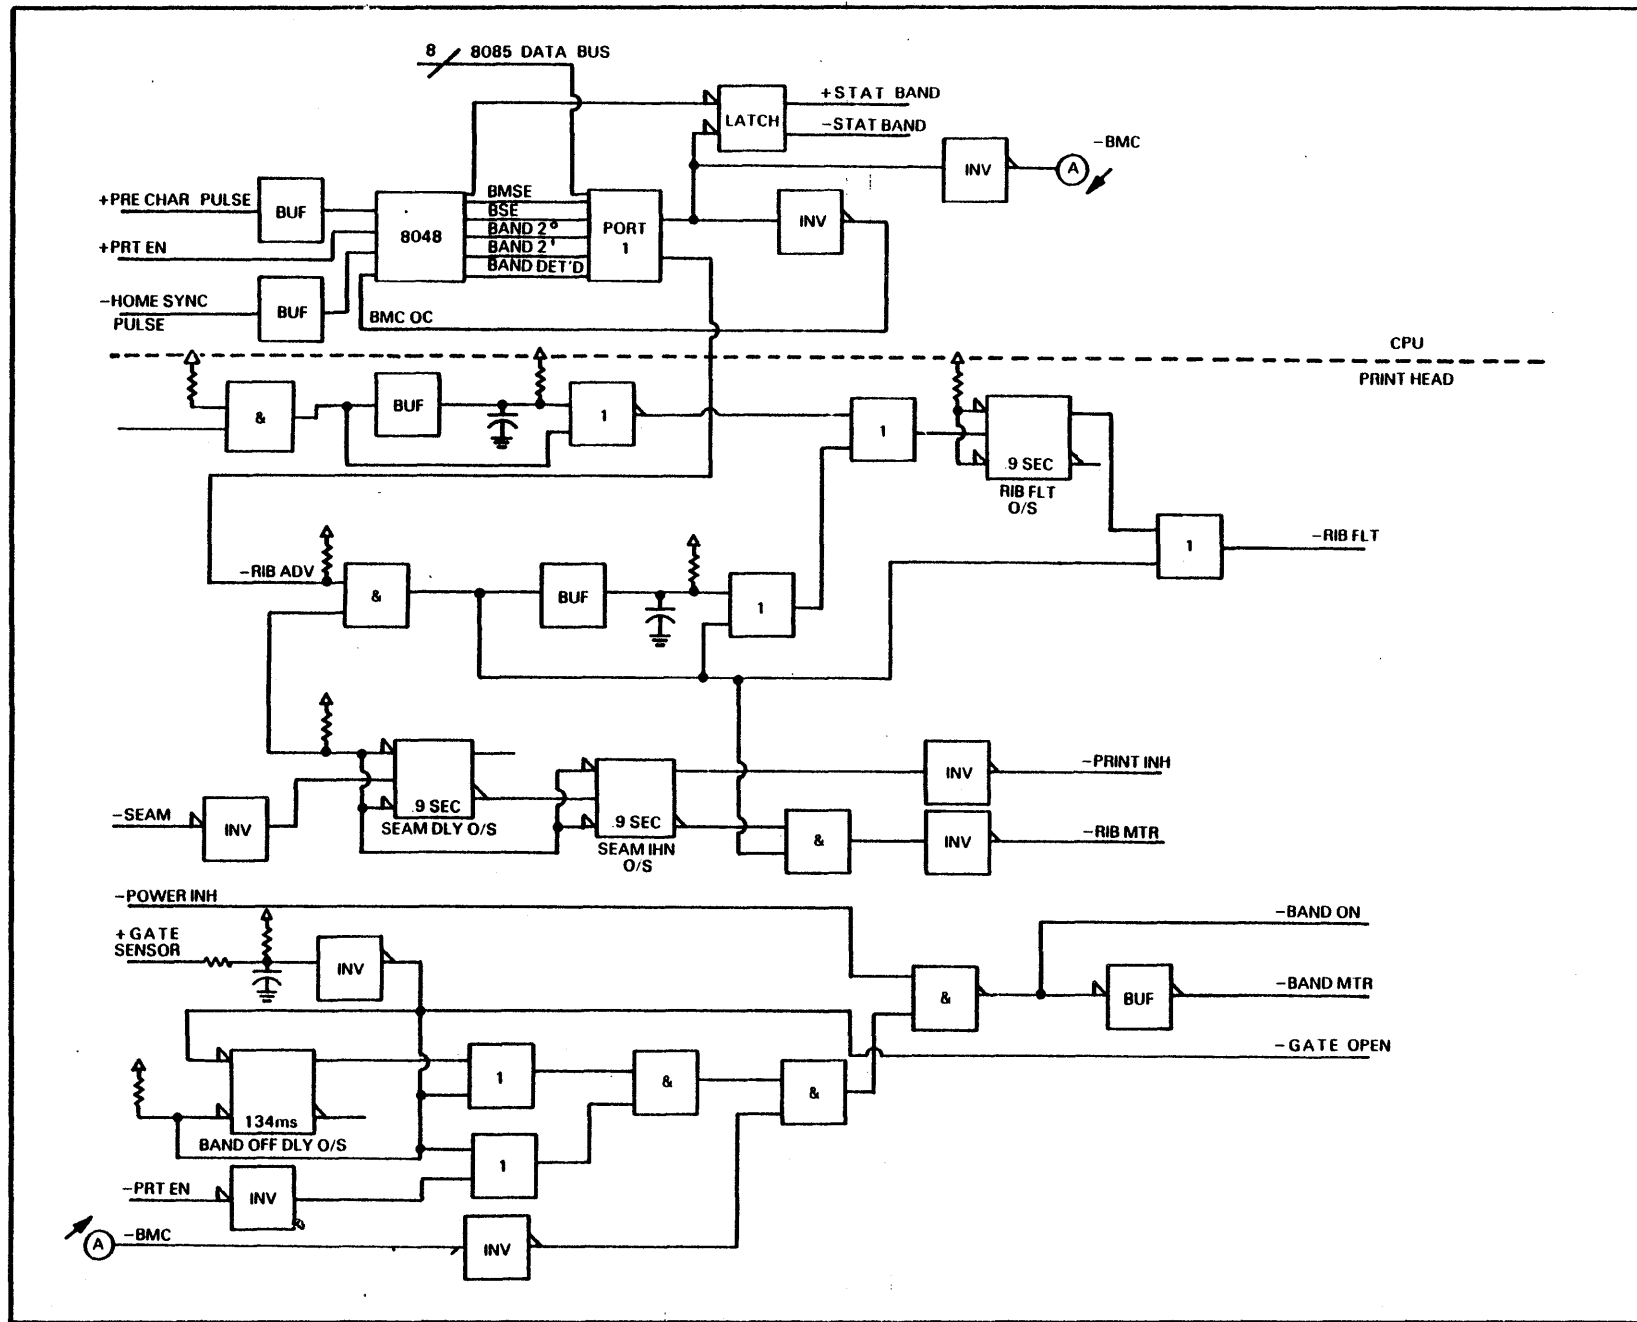 8 8085 DATA BUS
+STAT BAND
LATCH
-STAT BAND
-BMC
INV
A
+PRE CHAR PULSE
BUF
8048
BMSE
BSE
BAND 2⁰
BAND 2¹
BAND DET'D
PORT
1
INV
+PRT EN
-HOME SYNC
PULSE
BUF
BMC OC
CPU
PRINT HEAD
&
BUF
1
1
.9 SEC
RIB FLT
O/S
1
-RIB FLT
-RIB ADV
&
BUF
1
-SEAM
INV
.9 SEC
SEAM DLY O/S
.9 SEC
SEAM IHN
O/S
INV
-PRINT INH
&
INV
-RIB MTR
-POWER INH
+GATE
SENSOR
INV
&
-BAND ON
BUF
-BAND MTR
-GATE OPEN
134ms
BAND OFF DLY O/S
1
&
&
1
-PRT EN
INV
A
-BMC
INV